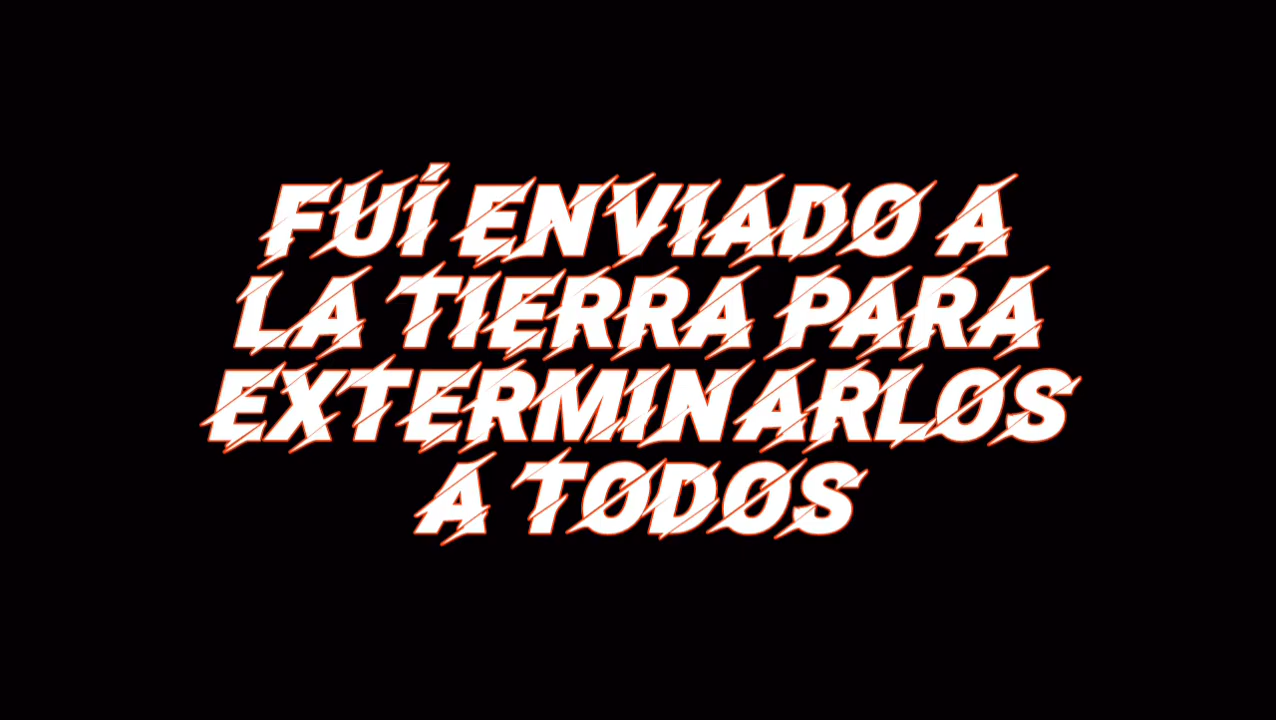 FUÍ ENVIADO A
LA TIERRA PARA
EXTERMINARLOS
A TODOS